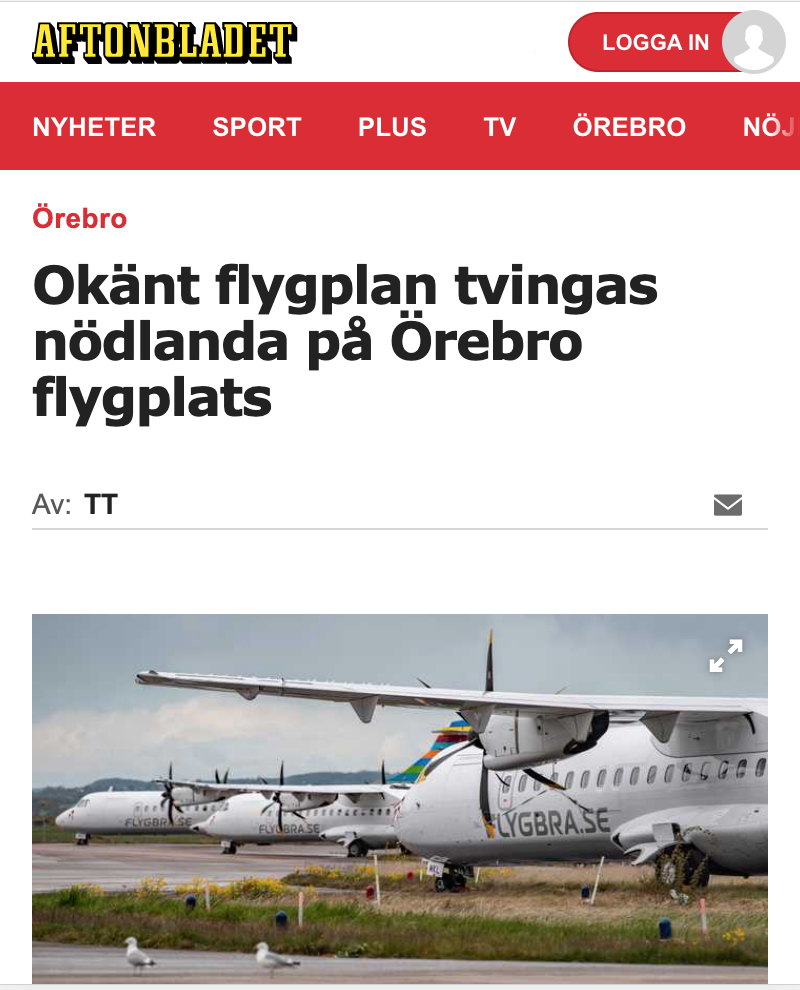 AFTONBLADET
LOGGA IN
NYHETER SPORT PLUS TV ÖREBRO NÖJ
Örebro
Okänt flygplan tvingas
nödlanda på Örebro
flygplats
Av: TT
FLYGBRA.SE
FLYGBRA.SE
FLYGBRA.SE